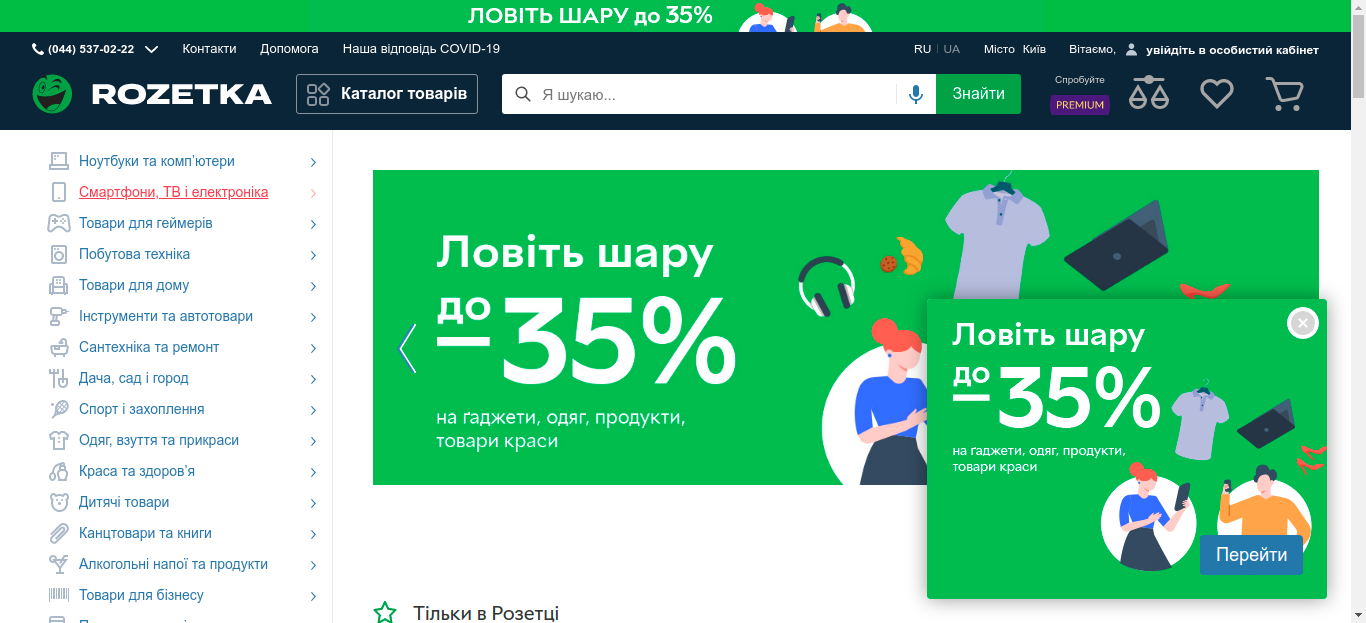 ЛОВІТЬ ШАРУ до 35%
(044) 537-02-22 Контакти Допомога Наша відповідь COVID-19 RU UA Місто Київ Вітаємо, увійдіть в особистий кабінет
ROZETKA Каталог товарів Я шукаю... Знайти Спробуйте
PREMIUM
Ноутбуки та комп'ютери
Смартфони, ТВ і електроніка
Товари для геймерів
Побутова техніка
Товари для дому
Інструменти та автотовари
Сантехніка та ремонт
Дача, сад і город
Спорт і захоплення
Одяг, взуття та прикраси
Краса та здоров'я
Дитячі товари
Канцтовари та книги
Алкогольні напої та продукти
Товари для бізнесу
Ловіть шару
до
–35%
на ґаджети, одяг, продукти,
товари краси
Ловіть шару
до
–35%
на ґаджети, одяг, продукти,
товари краси
Перейти
Тільки в Розетці